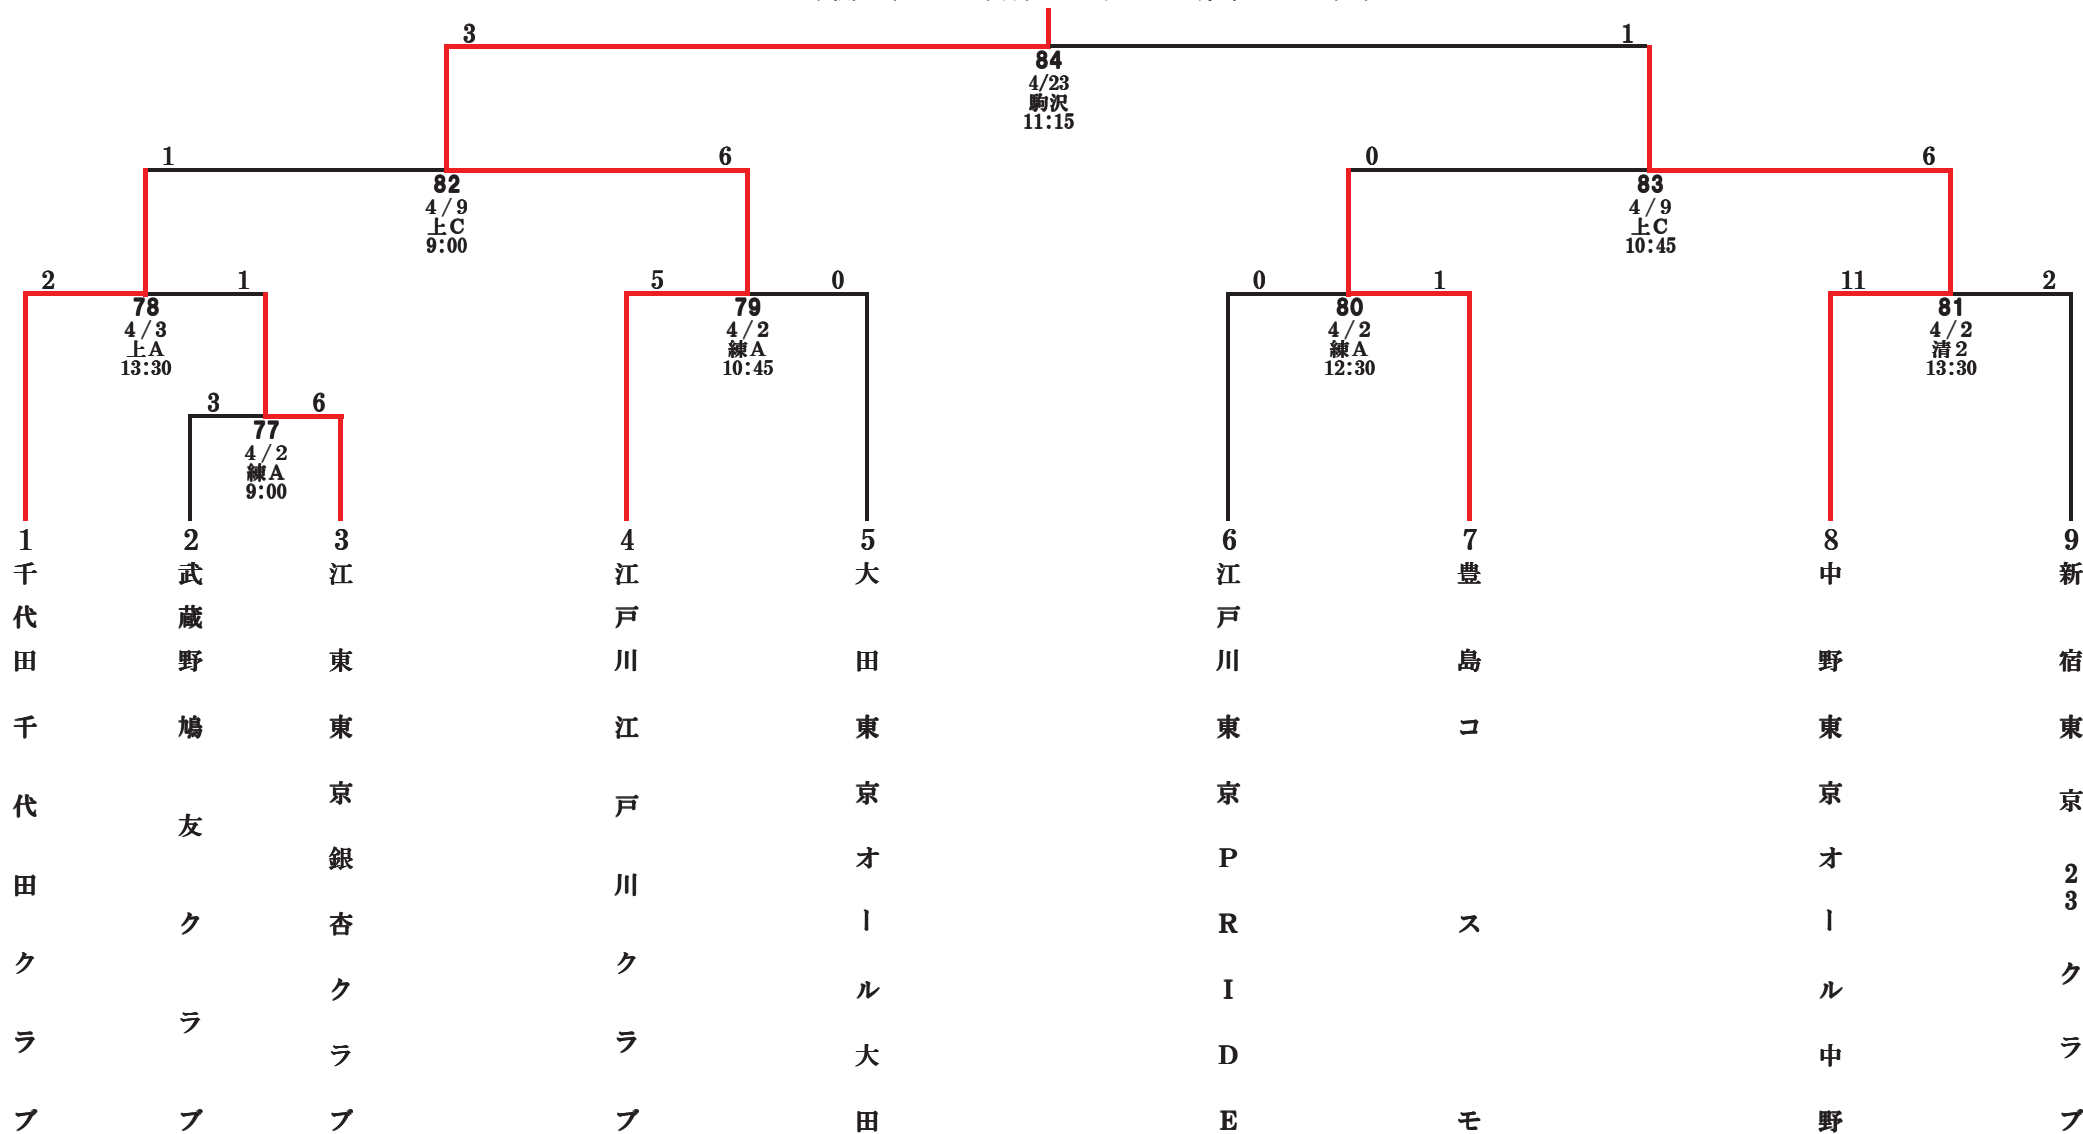 3 1
84
4/23
駒沢
11:15
1 6 0 6
82
4/9
上C
9:00
83
4/9
上C
10:45
2 1 5 0 0 1 11 2
78
4/3
上A
13:30
79
4/2
練A
10:45
80
4/2
練A
12:30
81
4/2
清2
13:30
3 6
77
4/2
練A
9:00
1 千代田 千代田クラブ
2 武蔵野 鳩友クラブ
3 江東 東京銀杏クラブ
4 江戸川 江戸川クラブ
5 大田 東京オール大田
6 江戸川 東京PRIDE
7 豊島 コスモ
8 中野 東京オール中野
9 新宿 東京23クラブ